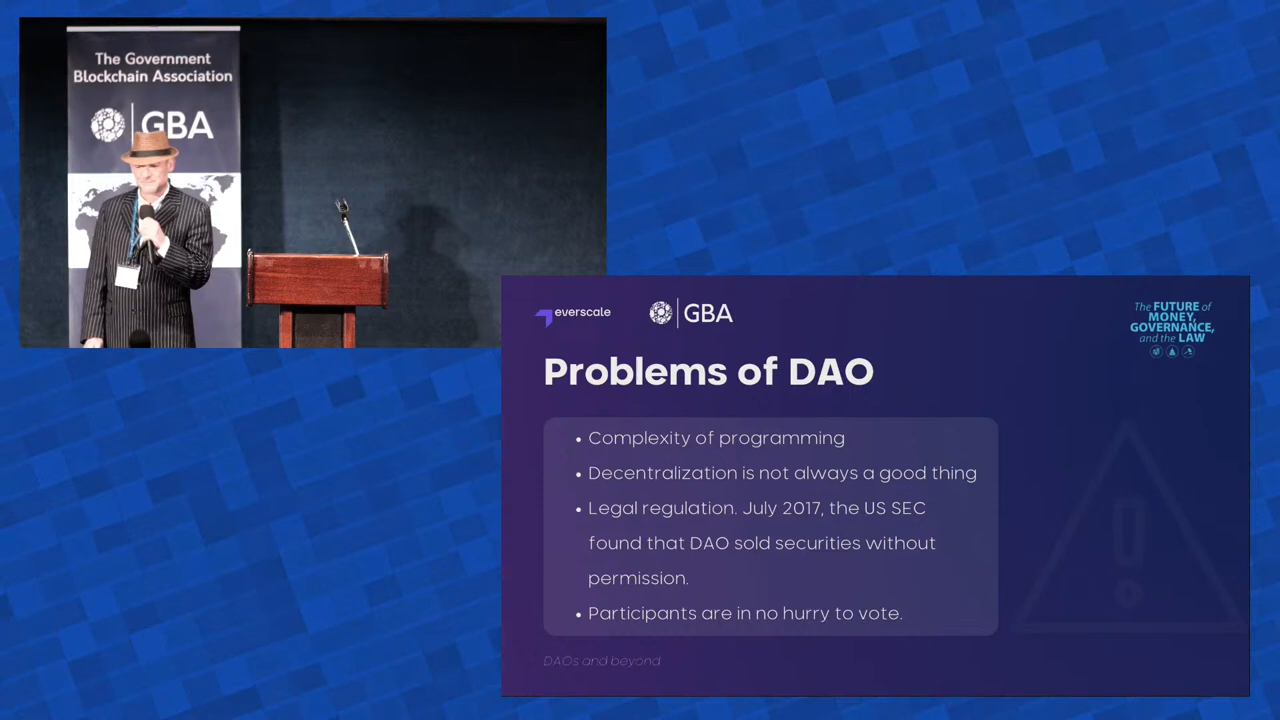 The Government
Blockchain Association
GBA
everscale
GBA
The FUTURE of
MONEY,
GOVERNANCE,
and the LAW
Problems of DAO
• Complexity of programming
• Decentralization is not always a good thing
• Legal regulation. July 2017, the US SEC
found that DAO sold securities without
permission.
• Participants are in no hurry to vote.
DAOs and beyond